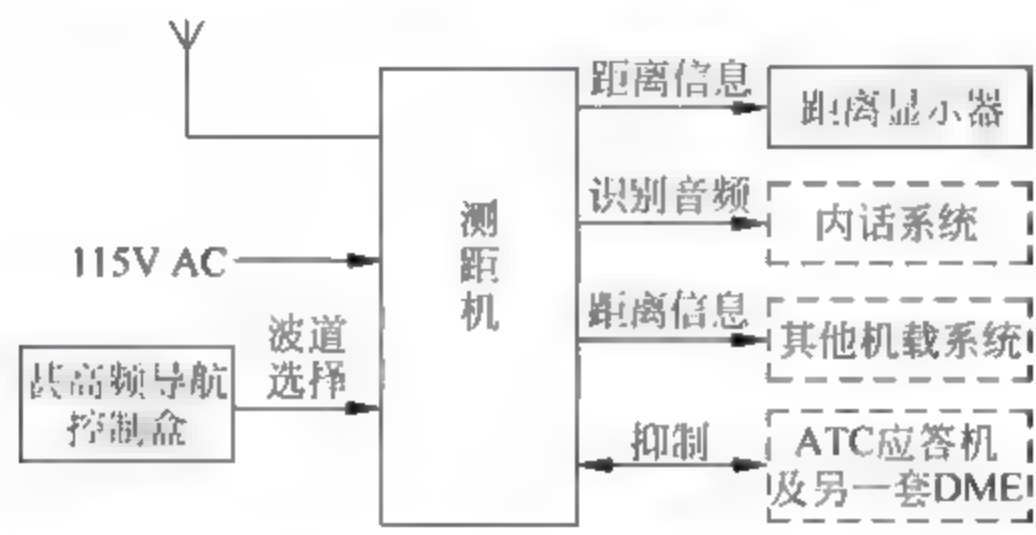 距离信息
距离显示器
识别音频
内话系统
测
距
机
115V AC
距离信息
其他机载系统
波道
选择
甚高频导航
控制盒
抑制
ATC应答机
及另一套DME